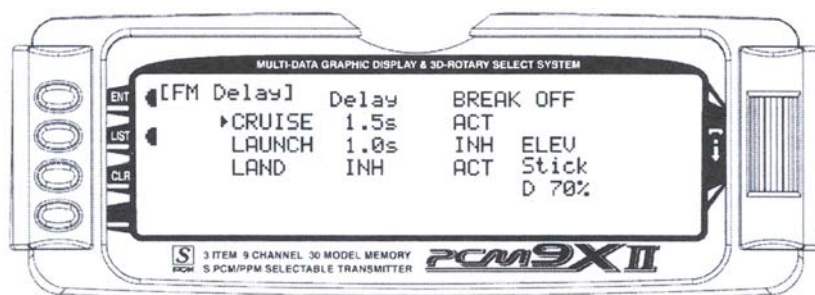 MULTI-DATA GRAPHIC DISPLAY & 3D-ROTARY SELECT SYSTEM
ENT
LIST
CLR
[FM Delay] Delay BREAK OFF
CRUISE 1.5s ACT
LAUNCH 1.0s INH ELEV
LAND INH ACT Stick
D 70%
S PCM 3 ITEM 9 CHANNEL 30 MODEL MEMORY
S PCM/PPM SELECTABLE TRANSMITTER
PCM9XII